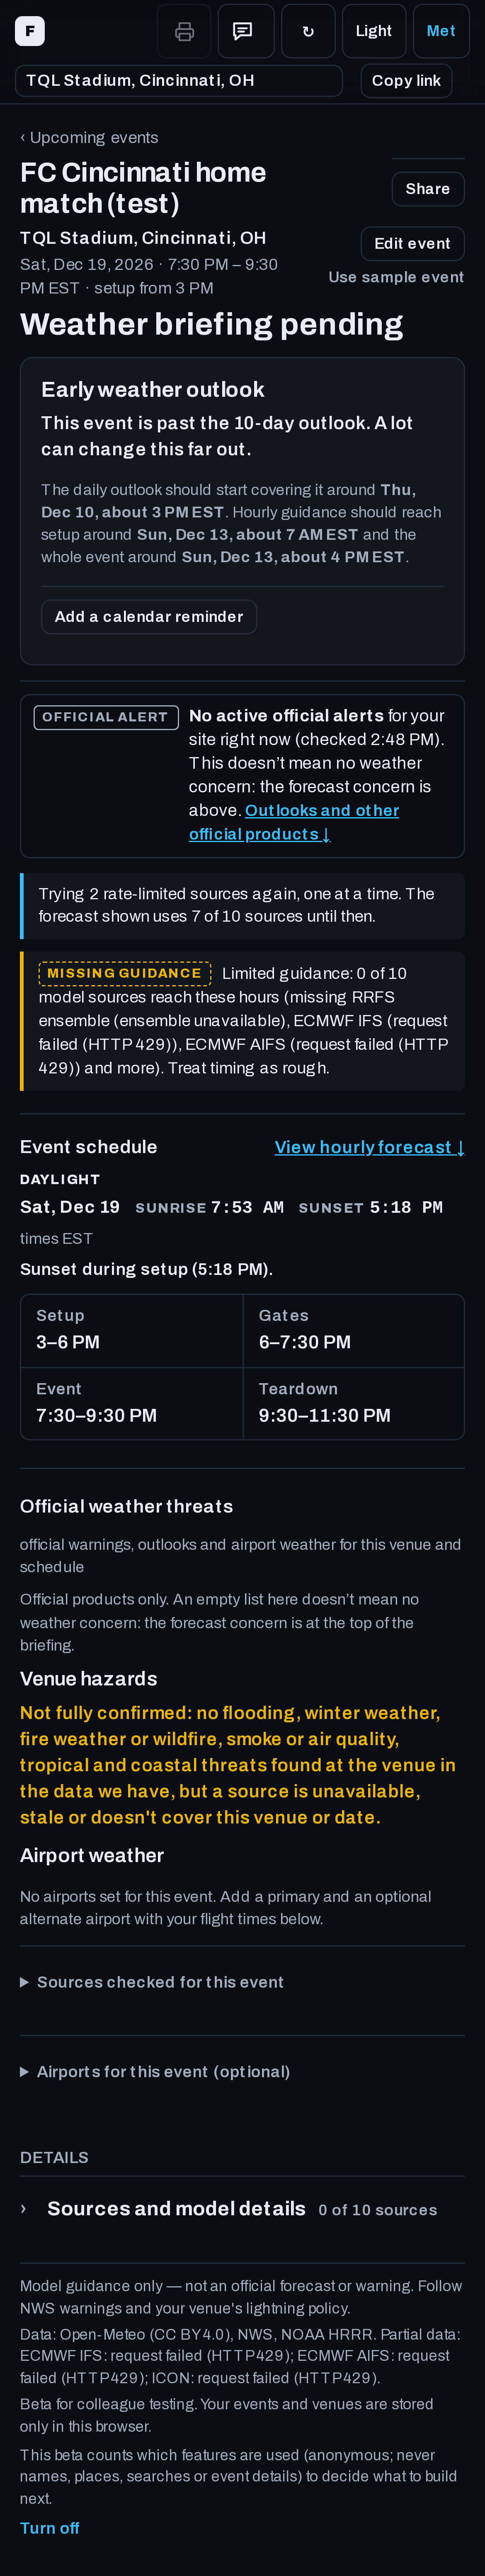 F
↻
Light
Met
TQL Stadium, Cincinnati, OH
Copy link
‹ Upcoming events
FC Cincinnati home
match (test)
Share
TQL Stadium, Cincinnati, OH
Edit event
Sat, Dec 19, 2026 · 7:30 PM – 9:30
PM EST · setup from 3 PM
Use sample event
Weather briefing pending
Early weather outlook
This event is past the 10-day outlook. A lot
can change this far out.
The daily outlook should start covering it around Thu,
Dec 10, about 3 PM EST. Hourly guidance should reach
setup around Sun, Dec 13, about 7 AM EST and the
whole event around Sun, Dec 13, about 4 PM EST.
Add a calendar reminder
OFFICIAL ALERT
No active official alerts for your
site right now (checked 2:48 PM).
This doesn’t mean no weather
concern: the forecast concern is
above. Outlooks and other
official products ↓
Trying 2 rate-limited sources again, one at a time. The
forecast shown uses 7 of 10 sources until then.
MISSING GUIDANCE Limited guidance: 0 of 10
model sources reach these hours (missing RRFS
ensemble (ensemble unavailable), ECMWF IFS (request
failed (HTTP 429)), ECMWF AIFS (request failed (HTTP
429)) and more). Treat timing as rough.
Event schedule
View hourly forecast ↓
DAYLIGHT
Sat, Dec 19 SUNRISE 7:53 AM SUNSET 5:18 PM
times EST
Sunset during setup (5:18 PM).
Setup
3–6 PM
Gates
6–7:30 PM
Event
7:30–9:30 PM
Teardown
9:30–11:30 PM
Official weather threats
official warnings, outlooks and airport weather for this venue and
schedule
Official products only. An empty list here doesn’t mean no
weather concern: the forecast concern is at the top of the
briefing.
Venue hazards
Not fully confirmed: no flooding, winter weather,
fire weather or wildfire, smoke or air quality,
tropical and coastal threats found at the venue in
the data we have, but a source is unavailable,
stale or doesn't cover this venue or date.
Airport weather
No airports set for this event. Add a primary and an optional
alternate airport with your flight times below.
▶ Sources checked for this event
▶ Airports for this event (optional)
DETAILS
› Sources and model details 0 of 10 sources
Model guidance only — not an official forecast or warning. Follow
NWS warnings and your venue's lightning policy.
Data: Open-Meteo (CC BY 4.0), NWS, NOAA HRRR. Partial data:
ECMWF IFS: request failed (HTTP 429); ECMWF AIFS: request
failed (HTTP 429); ICON: request failed (HTTP 429).
Beta for colleague testing. Your events and venues are stored
only in this browser.
This beta counts which features are used (anonymous; never
names, places, searches or event details) to decide what to build
next.
Turn off